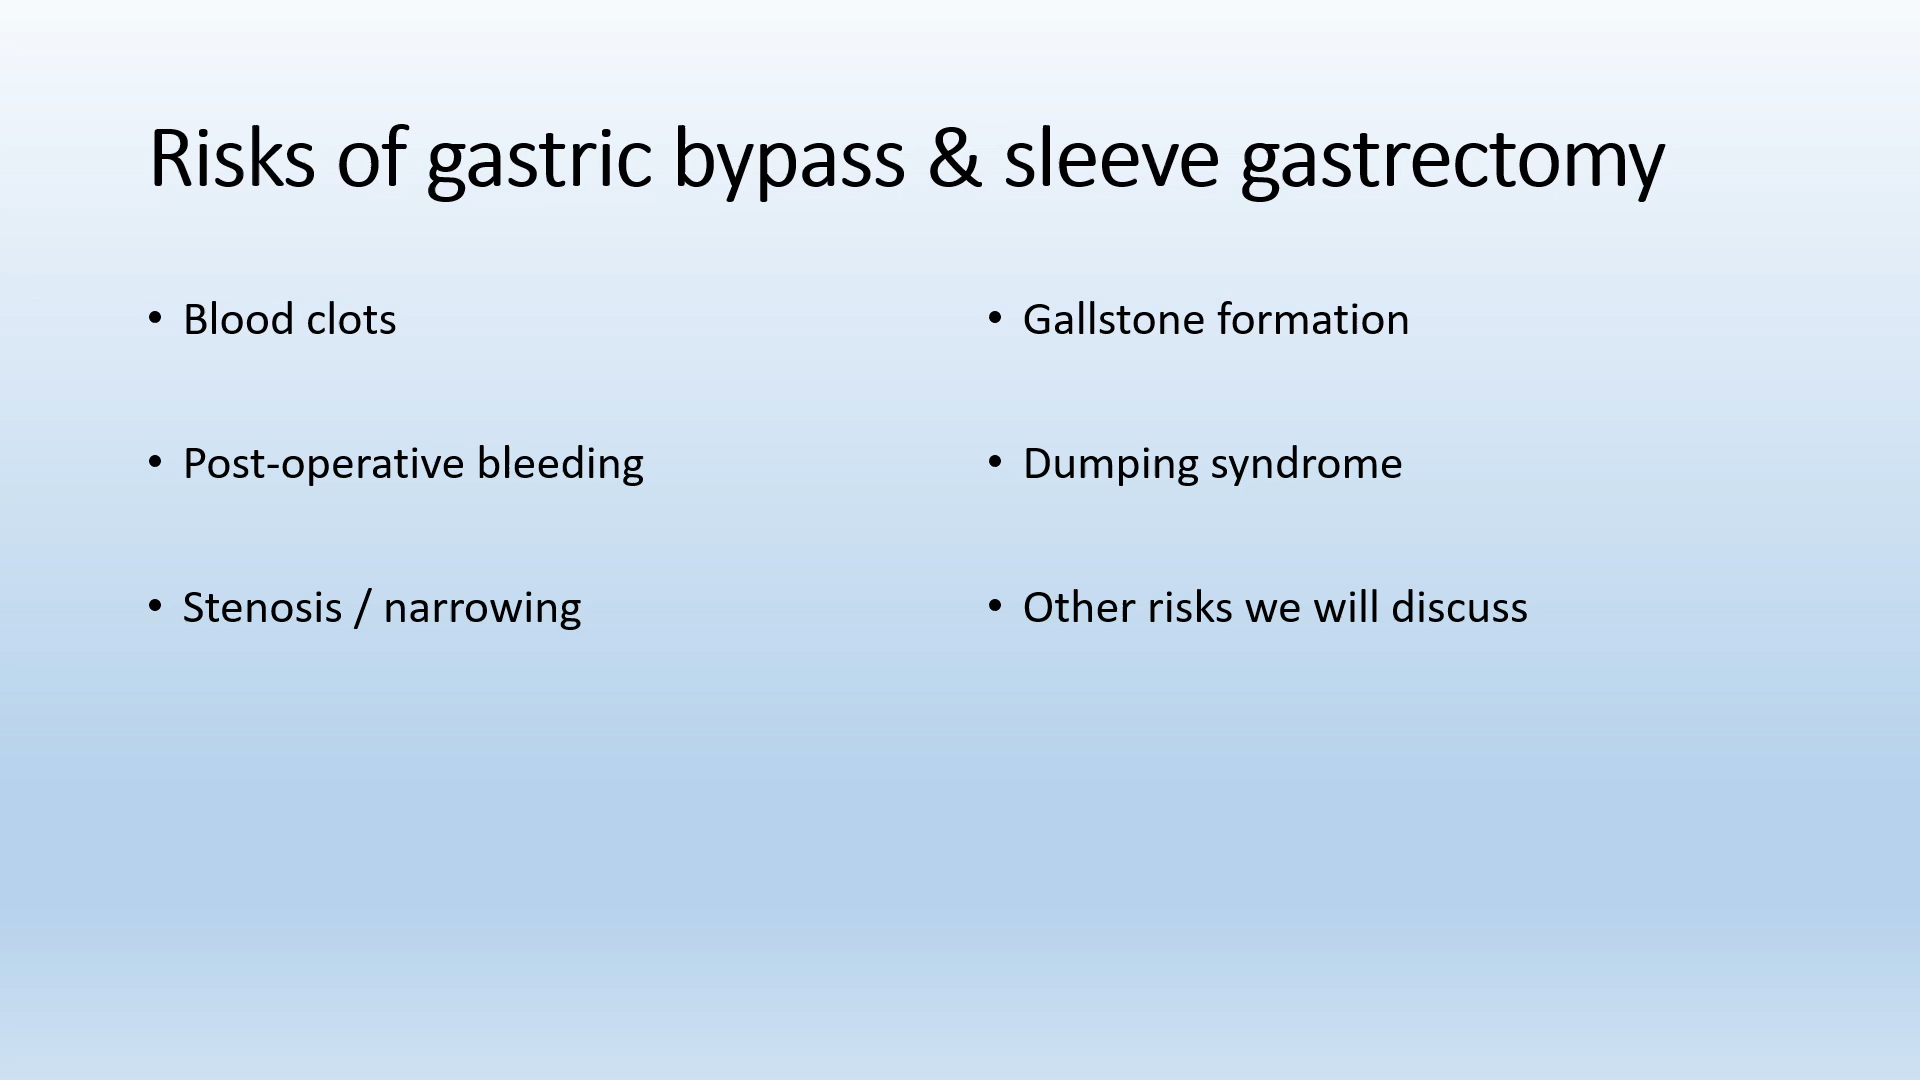 Risks of gastric bypass & sleeve gastrectomy
• Blood clots
• Post-operative bleeding
• Stenosis / narrowing
• Gallstone formation
• Dumping syndrome
• Other risks we will discuss